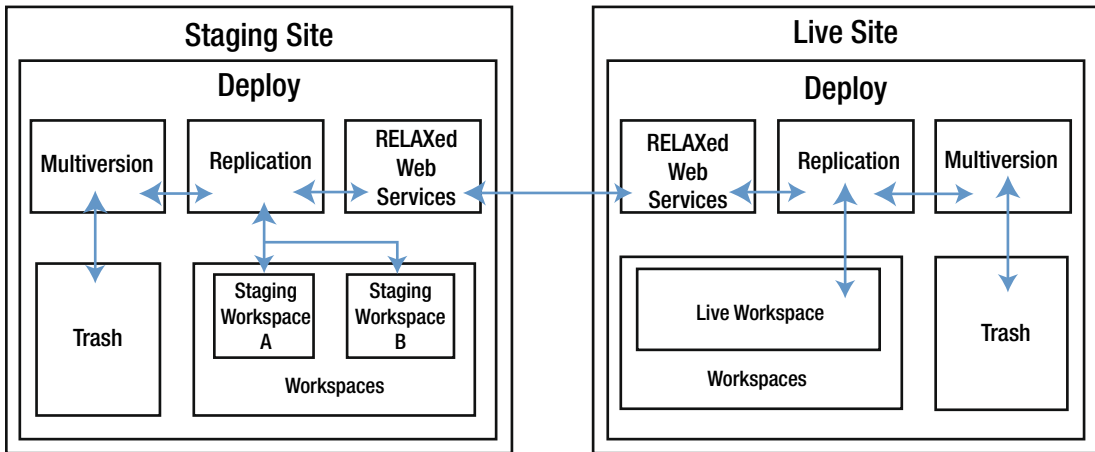 Staging Site
Deploy
Multiversion
Replication
RELAXed
Web
Services
Trash
Staging
Workspace
A
Staging
Workspace
B
Workspaces
Live Site
Deploy
RELAXed
Web
Services
Replication
Multiversion
Live Workspace
Workspaces
Trash